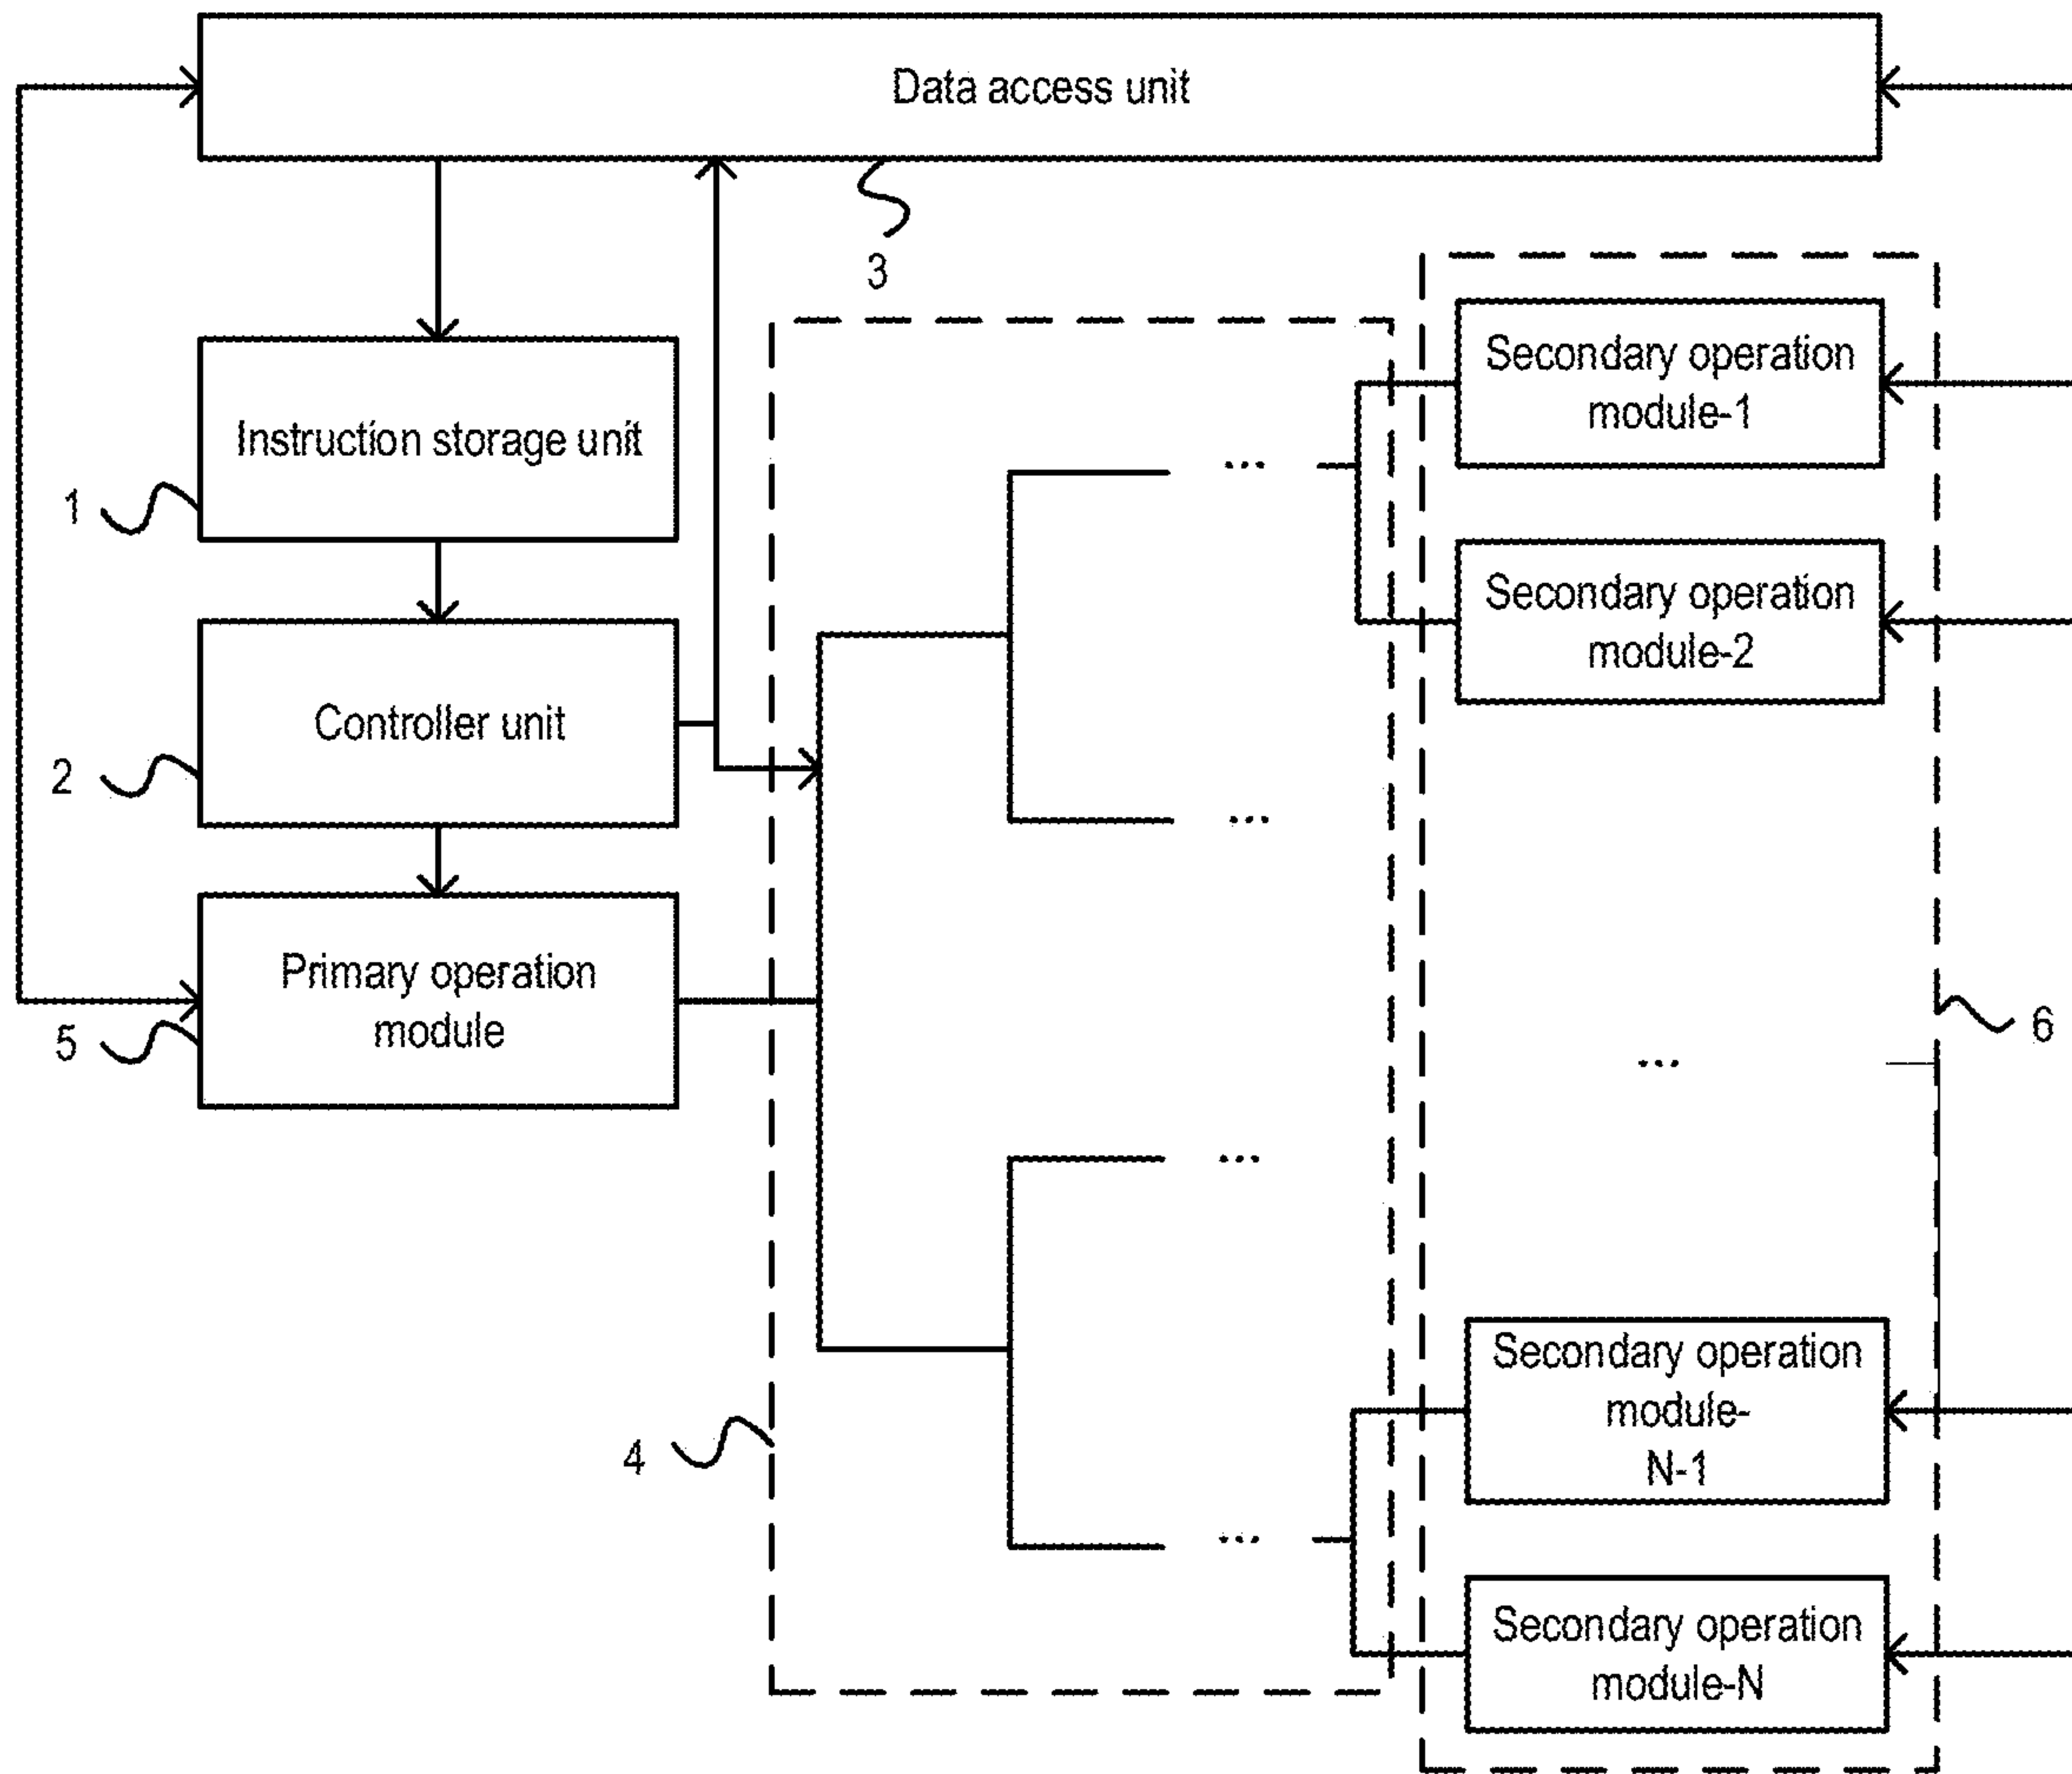 Data access unit
3
Instruction storage unit
1
Controller unit
2
Primary operation
module
5
4
...
...
...
...
Secondary operation
module-1
Secondary operation
module-2
...
6
Secondary operation
module-
N-1
Secondary operation
module-N